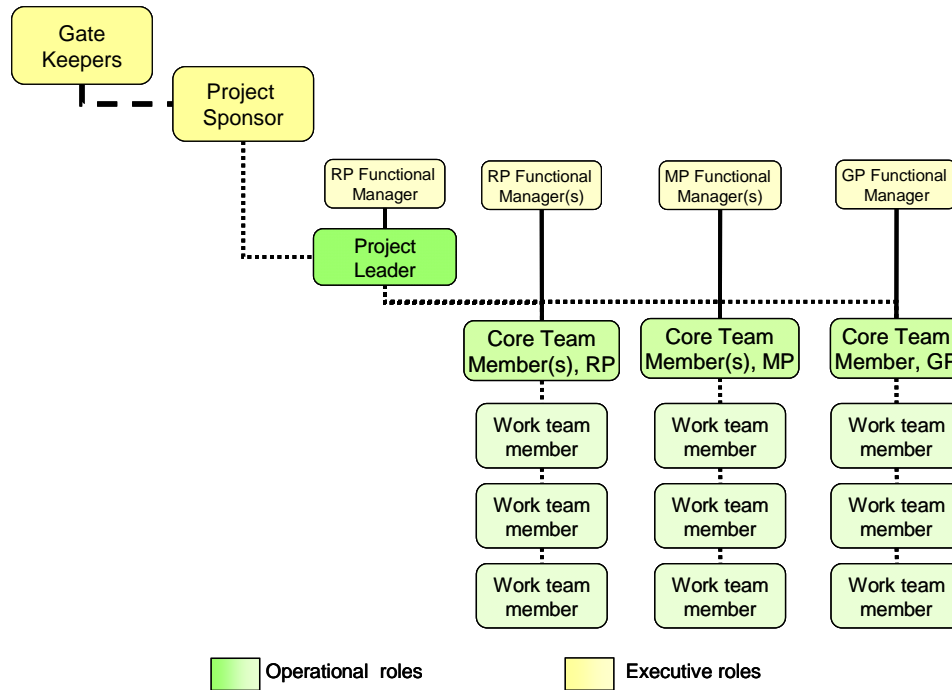 Gate
Keepers
Project
Sponsor
RP Functional
Manager
RP Functional
Manager(s)
MP Functional
Manager(s)
GP Functional
Manager
Project
Leader
Core Team
Member(s), RP
Core Team
Member(s), MP
Core Team
Member, GP
Work team
member
Work team
member
Work team
member
Work team
member
Work team
member
Work team
member
Work team
member
Work team
member
Work team
member
Operational roles
Executive roles